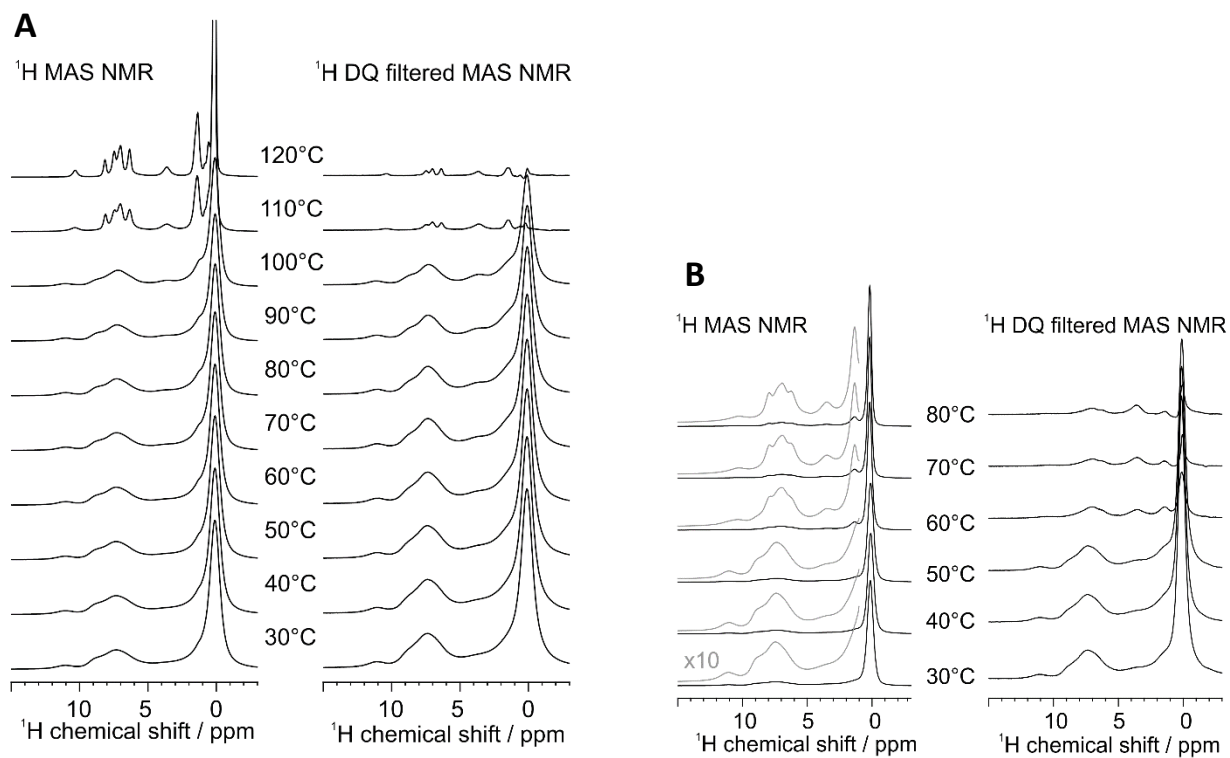 A
¹H MAS NMR
¹H DQ filtered MAS NMR
120°C
110°C
100°C
90°C
80°C
70°C
60°C
50°C
40°C
30°C
10 5 0
10 5 0
¹H chemical shift / ppm
¹H chemical shift / ppm
B
¹H MAS NMR
¹H DQ filtered MAS NMR
80°C
70°C
60°C
50°C
40°C
x10
30°C
10 5 0
10 5 0
¹H chemical shift / ppm
¹H chemical shift / ppm